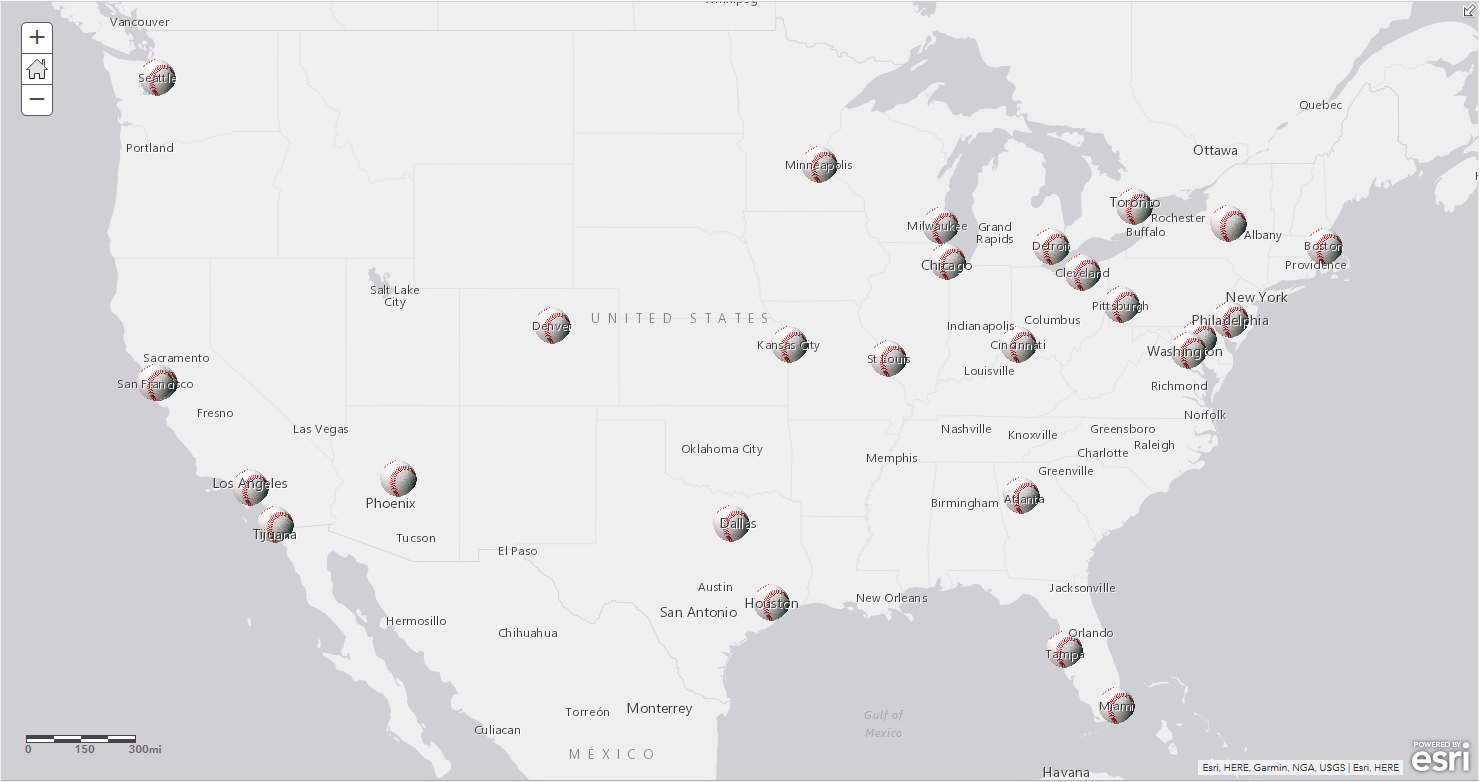 Winnipeg
Vancouver
+
Seattle
−
Quebec
Portland
Ottawa
Minneapolis
Toronto
Rochester
Milwaukee
Grand
Rapids
Buffalo
Albany
Detroit
Boston
Chicago
Providence
Cleveland
Salt Lake
City
New York
Pittsburgh
UNITED STATES
Columbus
Philadelphia
Denver
Indianapolis
Kansas City
Cincinnati
Washington
Sacramento
St Louis
Louisville
San Francisco
Richmond
Fresno
Norfolk
Las Vegas
Nashville
Knoxville
Greensboro
Raleigh
Oklahoma City
Charlotte
Memphis
Greenville
Los Angeles
Phoenix
Birmingham
Atlanta
Dallas
Tijuana
Tucson
El Paso
Austin
Jacksonville
New Orleans
Houston
San Antonio
Hermosillo
Chihuahua
Orlando
Tampa
Miami
Torreón
Monterrey
Gulf of
Mexico
Culiacan
MÉXICO
0 150 300mi
Havana
Esri, HERE, Garmin, NGA, USGS | Esri, HERE
POWERED BY
esri